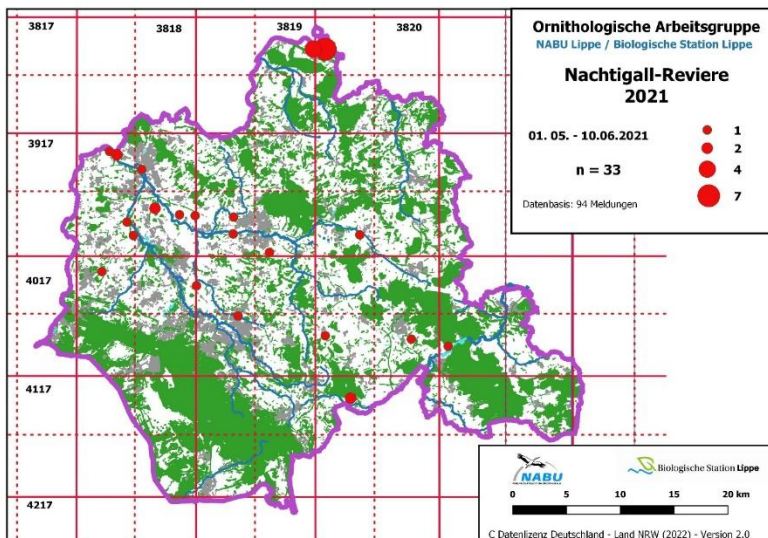 3817
3818
3819
3820
3917
4017
4117
4217
Ornithologische Arbeitsgruppe
NABU Lippe / Biologische Station Lippe
Nachtigall-Reviere
2021
01. 05. - 10.06.2021
n = 33
Datenbasis: 94 Meldungen
1
2
4
7
NABU
Biologische Station Lippe
0 5 10 15 20 km
C Datenlizenz Deutschland - Land NRW (2022) - Version 2.0